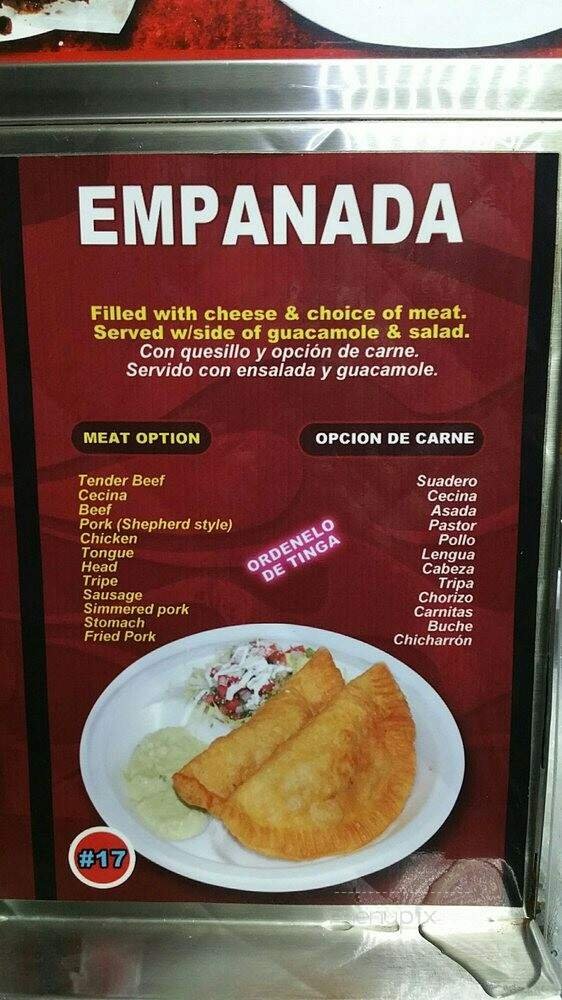 EMPANADA
Filled with cheese & choice of meat.
Served w/side of guacamole & salad.
Con quesillo y opción de carne.
Servido con ensalada y guacamole.
MEAT OPTION
Tender Beef
Cecina
Beef
Pork (Shepherd style)
Chicken
Tongue
Head
Tripe
Sausage
Simmered pork
Stomach
Fried Pork
OPCION DE CARNE
Suadero
Cecina
Asada
Pastor
Pollo
Lengua
Cabeza
Tripa
Chorizo
Carnitas
Buche
Chicharrón
ORDENELO
DE TINGA
#17